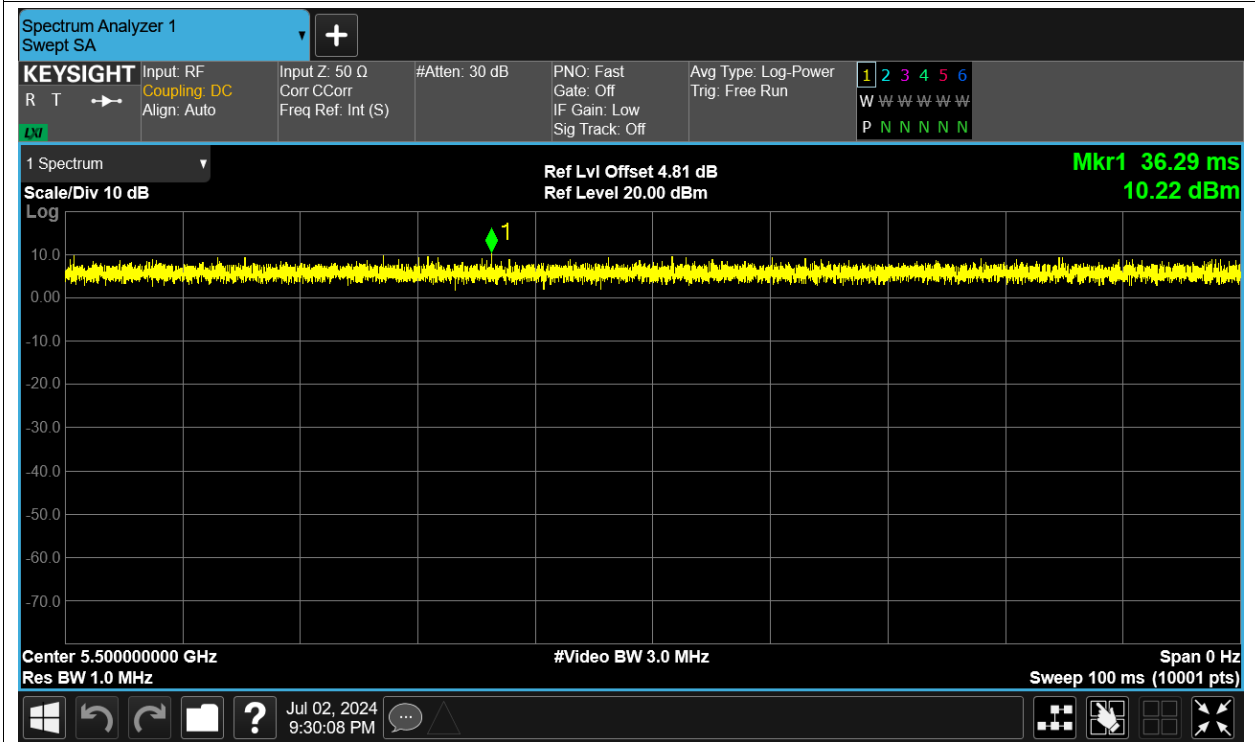 Spectrum Analyzer 1
Swept SA
+
KEYSIGHT
R T
LXI
Input: RF
Coupling: DC
Align: Auto
Input Z: 50 Ω
Corr CCorr
Freq Ref: Int (S)
#Atten: 30 dB
PNO: Fast
Gate: Off
IF Gain: Low
Sig Track: Off
Avg Type: Log-Power
Trig: Free Run
1 2 3 4 5 6
W W W W W W
P N N N N N
1 Spectrum
Scale/Div 10 dB
Log
Ref Lvl Offset 4.81 dB
Ref Level 20.00 dBm
Mkr1 36.29 ms
10.22 dBm
1
10.0
0.00
-10.0
-20.0
-30.0
-40.0
-50.0
-60.0
-70.0
Center 5.500000000 GHz
Res BW 1.0 MHz
#Video BW 3.0 MHz
Span 0 Hz
Sweep 100 ms (10001 pts)
?
Jul 02, 2024
9:30:08 PM